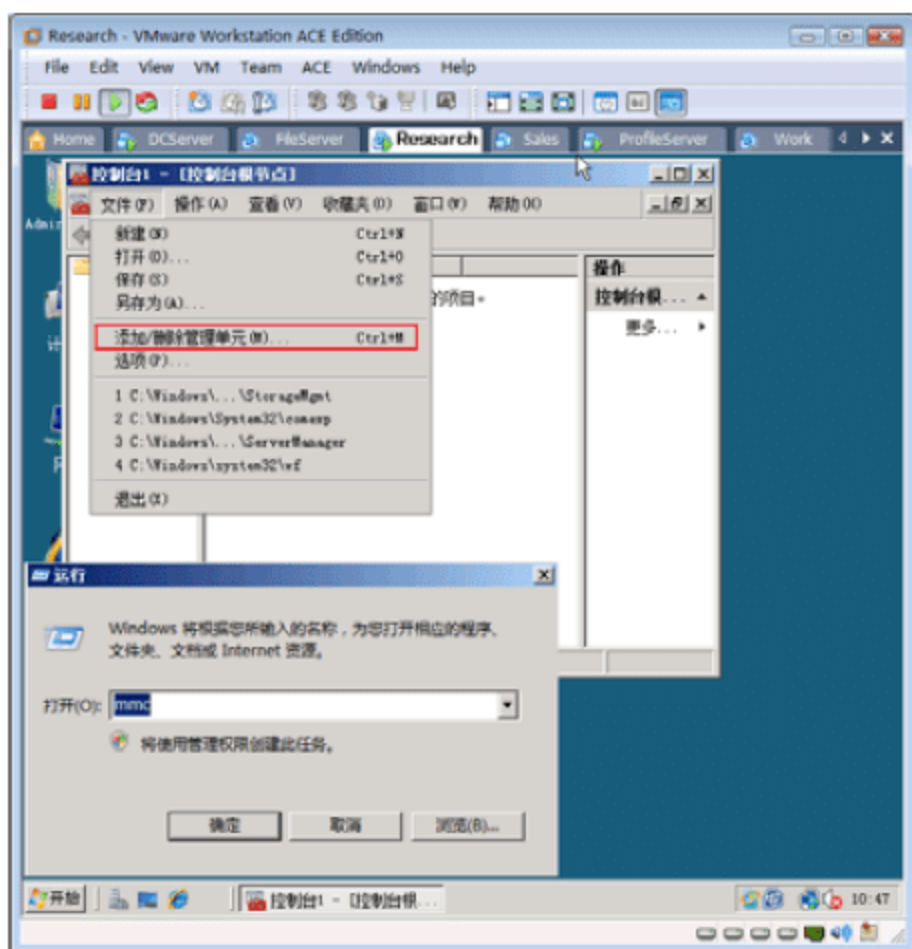 Research - VMware Workstation ACE Edition
File Edit View VM Team ACE Windows Help
Home DCServer FileServer Research Sales ProfileServer Work
控制台1 - [控制台根节点]
文件(F) 操作(A) 查看(V) 收藏夹(O) 窗口(W) 帮助(H)
新建(N) Ctrl+N
打开(O)... Ctrl+O
保存(S) Ctrl+S
另存为(A)...
添加/删除管理单元(M)... Ctrl+M
选项(P)...
1 C:\Windows\...\StorageMgmt
2 C:\Windows\System32\comexp
3 C:\Windows\...\ServerManager
4 C:\Windows\system32\wf
退出(X)
的项目。
操作
控制台根...
更多...
运行
Windows 将根据您所输入的名称，为您打开相应的程序、
文件夹、文档或 Internet 资源。
打开(O): mmc
将使用管理权限创建此任务。
确定 取消 浏览(B)...
开始 控制台1 - [控制台根... 10:47